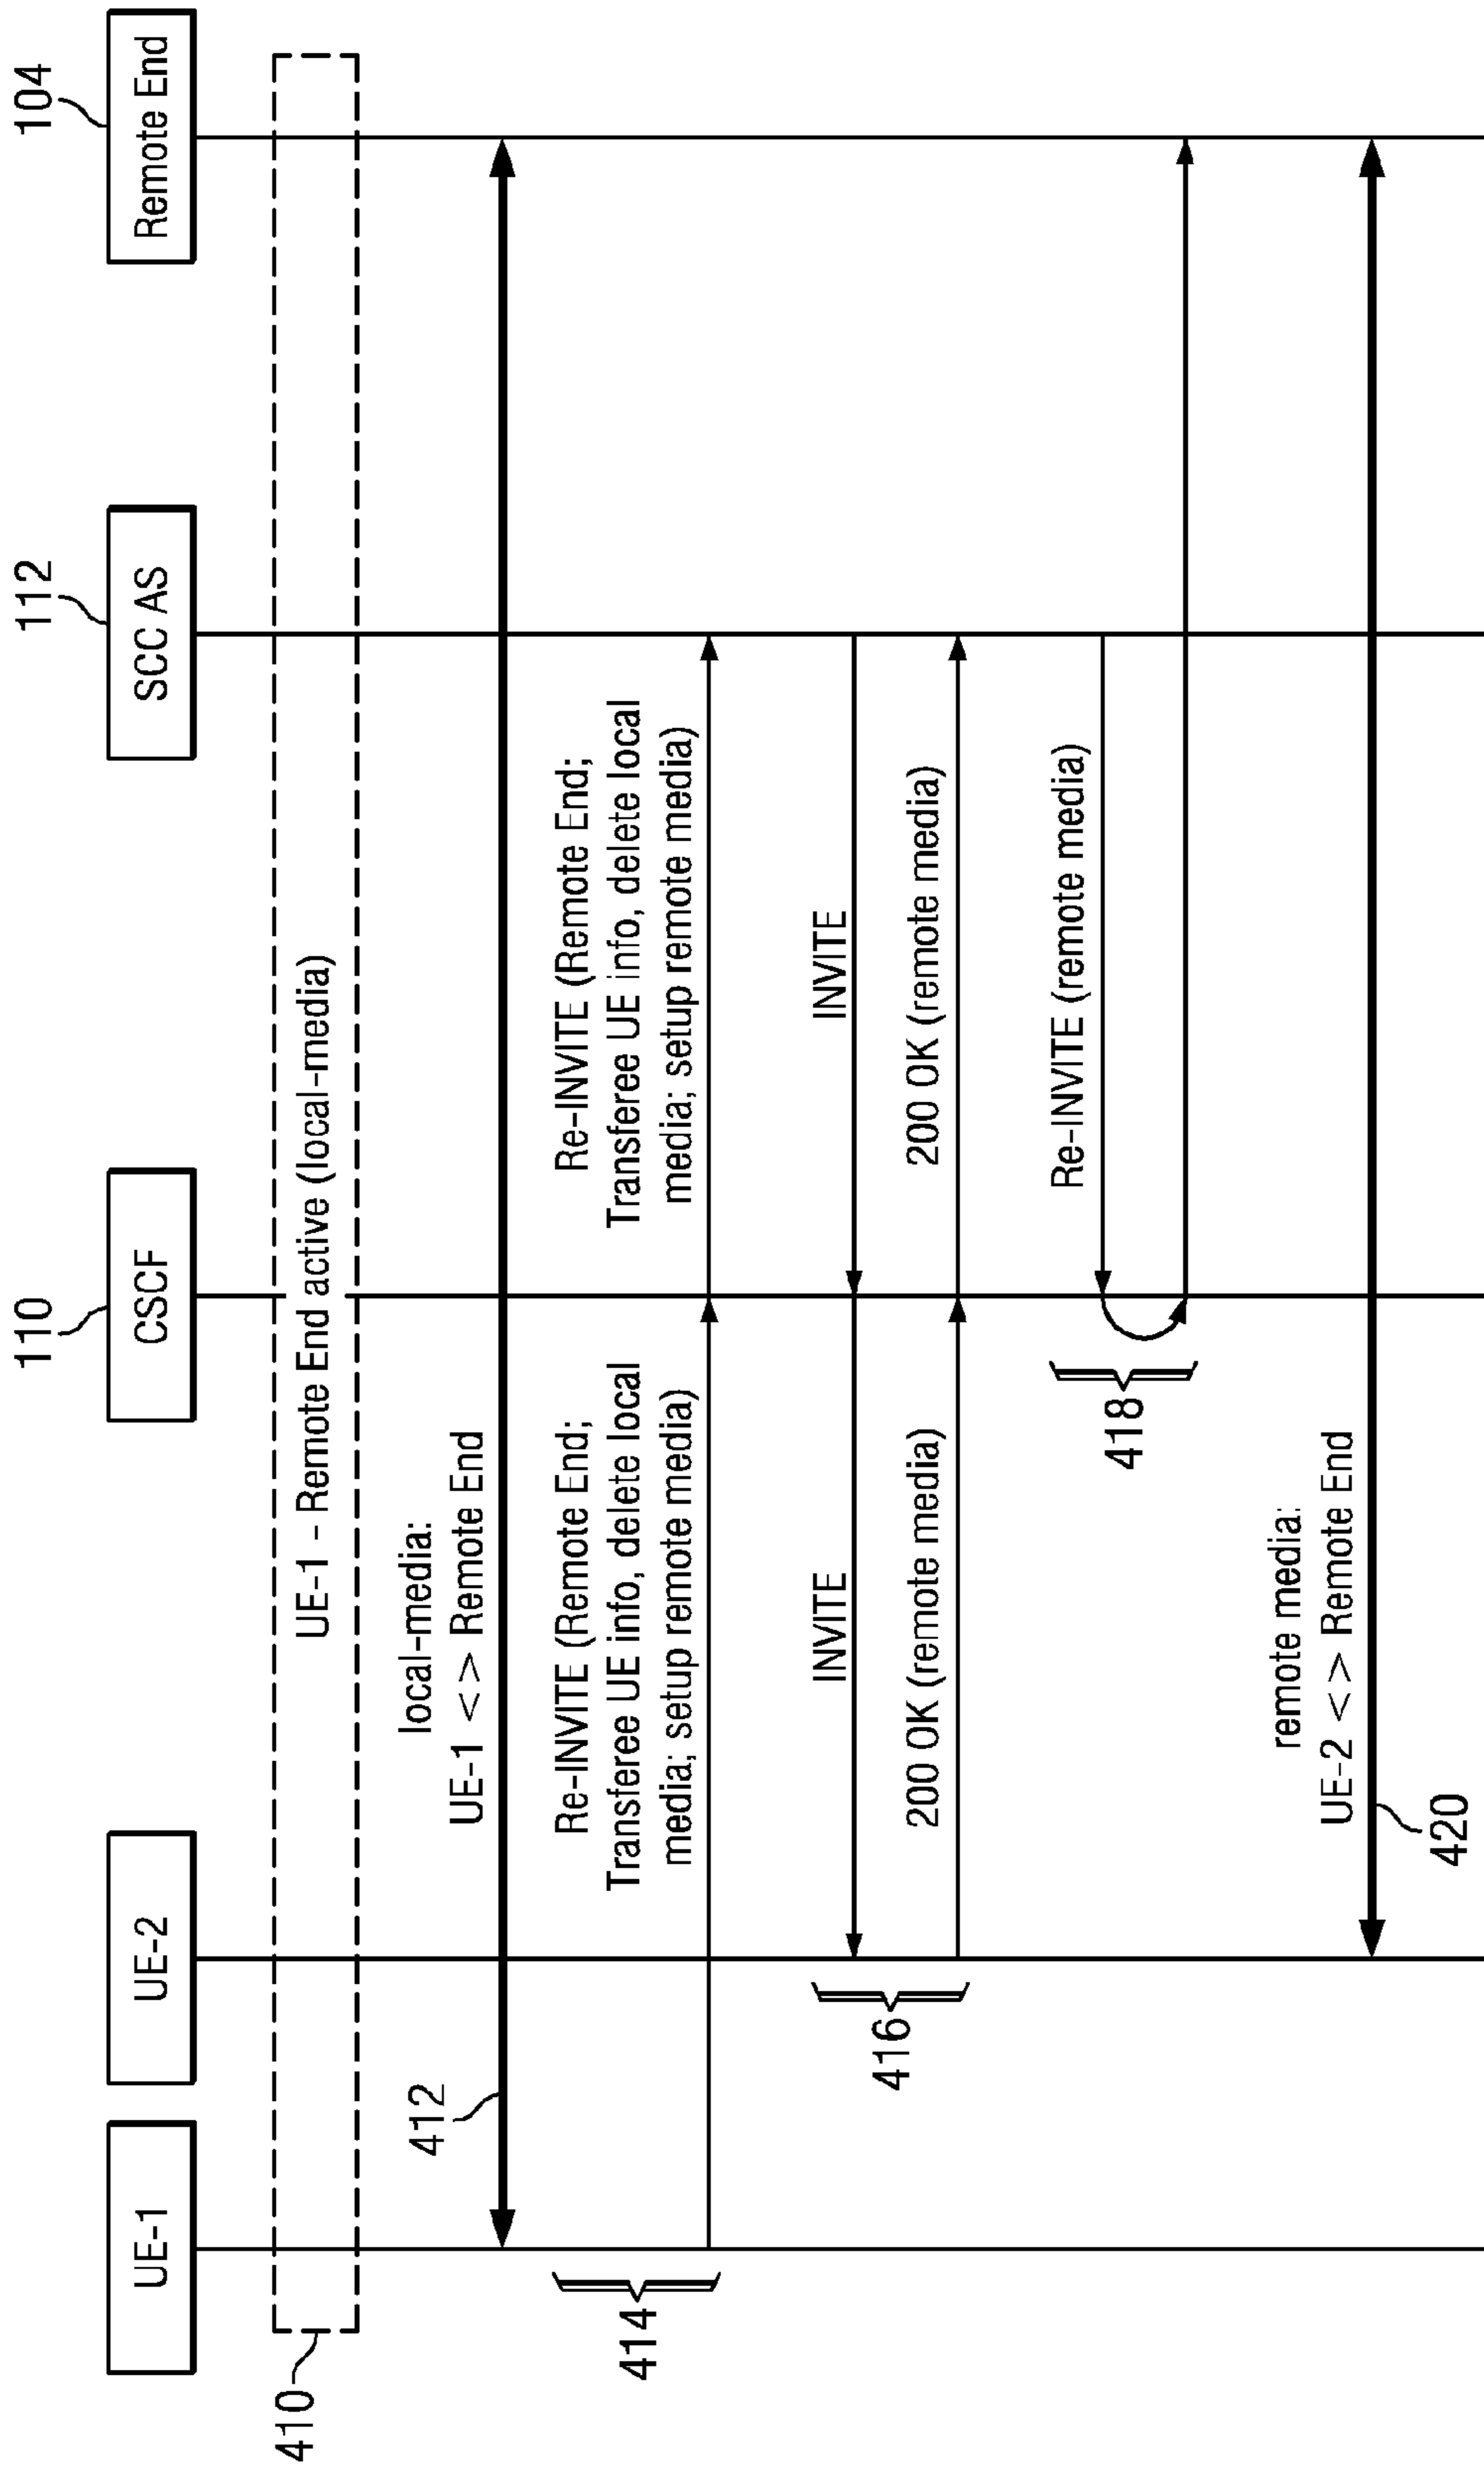 110
112
104
UE-1
UE-2
CSCF
SCC AS
Remote End
410
UE-1 - Remote End active (local-media)
412
local-media:
UE-1 <> Remote End
414
Re-INVITE (Remote End;
Transferee UE info, delete local
media; setup remote media)
Re-INVITE (Remote End;
Transferee UE info, delete local
media; setup remote media)
416
INVITE
INVITE
200 OK (remote media)
200 OK (remote media)
418
Re-INVITE (remote media)
remote media:
UE-2 <> Remote End
420